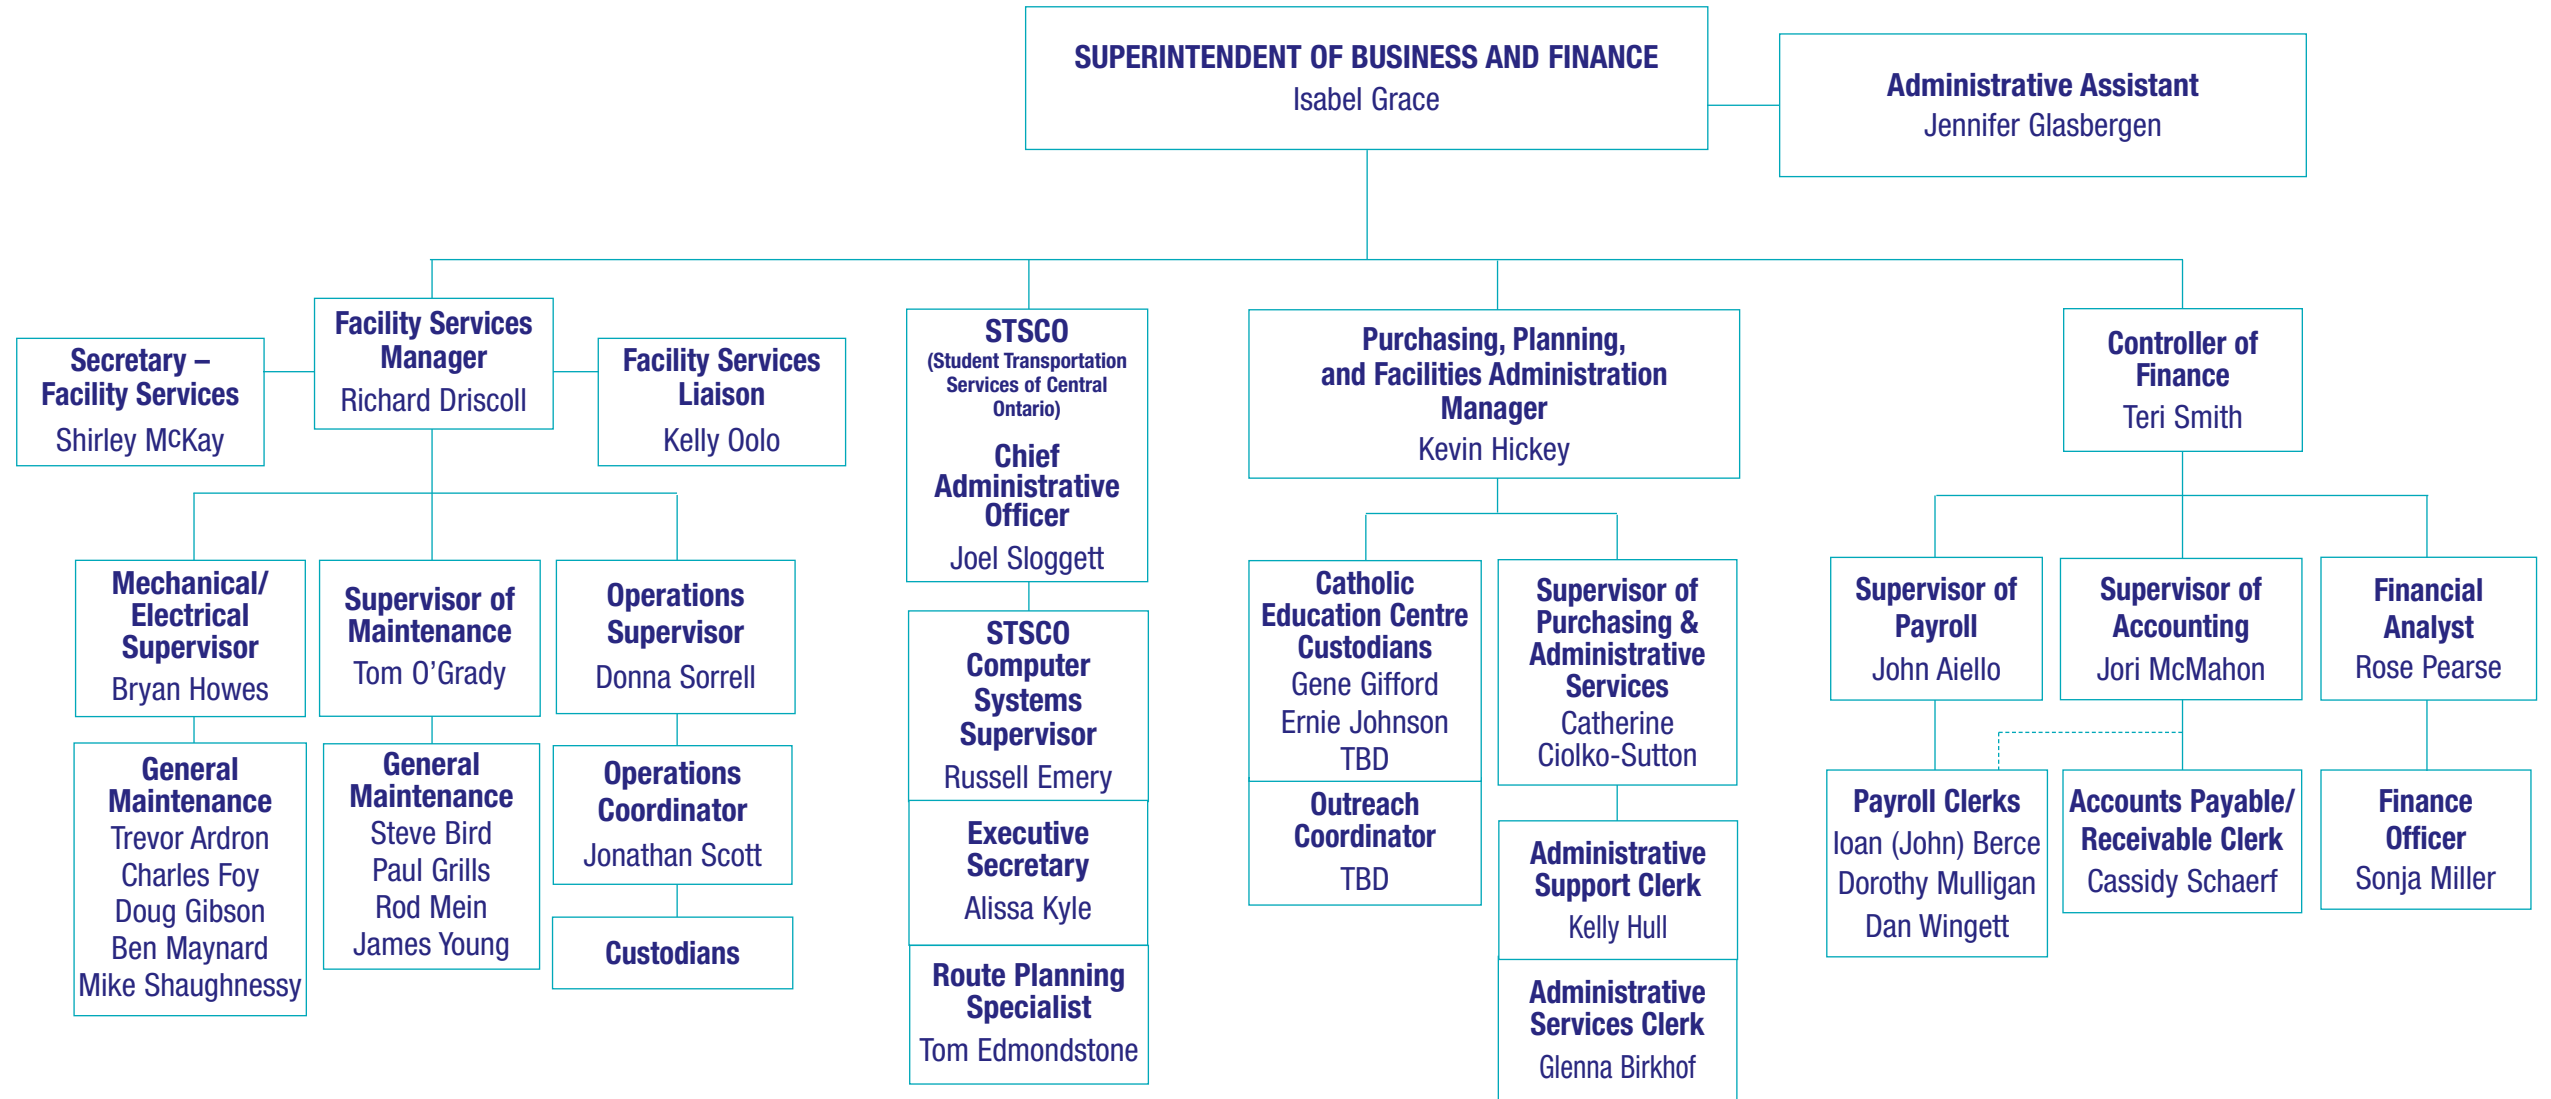 SUPERINTENDENT OF BUSINESS AND FINANCE
Isabel Grace
Administrative Assistant
Jennifer Glasbergen
Secretary –
Facility Services
Shirley McKay
Facility Services
Manager
Richard Driscoll
Facility Services
Liaison
Kelly Oolo
Mechanical/
Electrical
Supervisor
Bryan Howes
General
Maintenance
Trevor Ardron
Charles Foy
Doug Gibson
Ben Maynard
Mike Shaughnessy
Supervisor of
Maintenance
Tom O’Grady
General
Maintenance
Steve Bird
Paul Grills
Rod Mein
James Young
Operations
Supervisor
Donna Sorrell
Operations
Coordinator
Jonathan Scott
Custodians
STSCO
(Student Transportation
Services of Central
Ontario)
Chief
Administrative
Officer
Joel Sloggett
STSCO
Computer
Systems
Supervisor
Russell Emery
Executive
Secretary
Alissa Kyle
Route Planning
Specialist
Tom Edmondstone
Purchasing, Planning,
and Facilities Administration
Manager
Kevin Hickey
Catholic
Education Centre
Custodians
Gene Gifford
Ernie Johnson
TBD
Outreach
Coordinator
TBD
Supervisor of
Purchasing &
Administrative
Services
Catherine
Ciolko-Sutton
Administrative
Support Clerk
Kelly Hull
Administrative
Services Clerk
Glenna Birkhof
Controller of
Finance
Teri Smith
Supervisor of
Payroll
John Aiello
Payroll Clerks
Ioan (John) Berce
Dorothy Mulligan
Dan Wingett
Supervisor of
Accounting
Jori McMahon
Accounts Payable/
Receivable Clerk
Cassidy Schaerf
Financial
Analyst
Rose Pearse
Finance
Officer
Sonja Miller